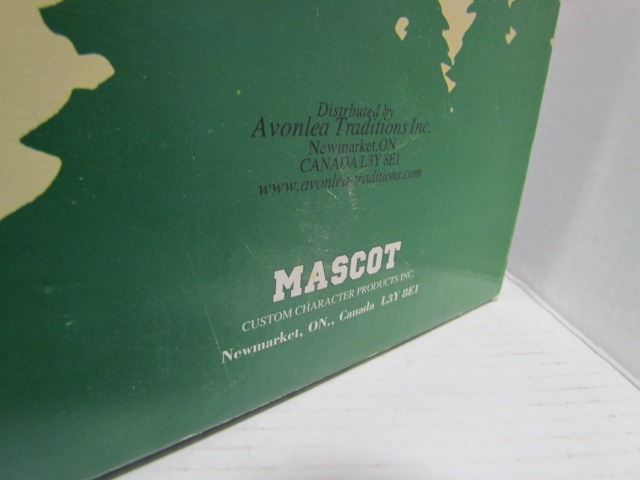 Distrbuted by
Avonlea Traditions Inc.
Newmarket,ON
CANADA L3Y 8E1
www.avonlea-traditions.com
MASCOT
CUSTOM CHARACTER PRODUCTS INC.
Newmarket, ON., Canada L3Y 8E1